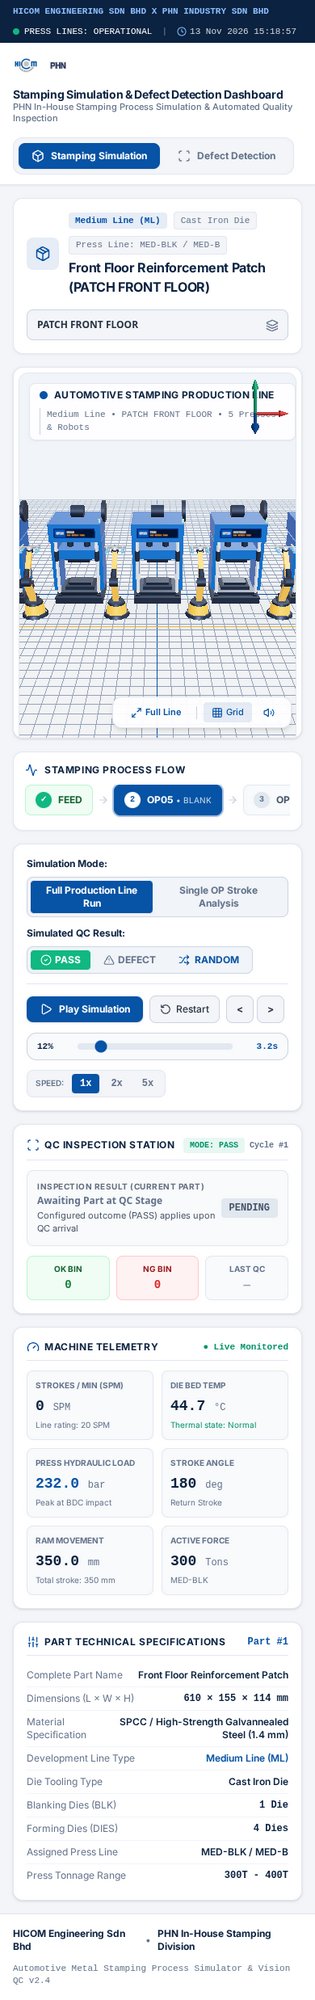 HICOM ENGINEERING SDN BHD X PHN INDUSTRY SDN BHD
PRESS LINES: OPERATIONAL | 13 Nov 2026 15:18:57
HICOM PHN
Stamping Simulation & Defect Detection Dashboard
PHN In-House Stamping Process Simulation & Automated Quality
Inspection
Stamping Simulation Defect Detection
Medium Line (ML) Cast Iron Die
Press Line: MED-BLK / MED-B
Front Floor Reinforcement Patch
(PATCH FRONT FLOOR)
PATCH FRONT FLOOR
AUTOMOTIVE STAMPING PRODUCTION LINE
Medium Line • PATCH FRONT FLOOR • 5 Presses
& Robots
Full Line Grid
STAMPING PROCESS FLOW
✓ FEED → 2 OP05 • BLANK → 3 OP
Simulation Mode:
Full Production Line
Run
Single OP Stroke
Analysis
Simulated QC Result:
PASS DEFECT RANDOM
Play Simulation Restart < >
12% 3.2s
SPEED: 1x 2x 5x
QC INSPECTION STATION MODE: PASS Cycle #1
INSPECTION RESULT (CURRENT PART)
Awaiting Part at QC Stage
Configured outcome (PASS) applies upon
QC arrival
PENDING
OK BIN NG BIN LAST QC
0 0 —
MACHINE TELEMETRY • Live Monitored
STROKES / MIN (SPM) DIE BED TEMP
0 SPM 44.7 °C
Line rating: 20 SPM Thermal state: Normal
PRESS HYDRAULIC LOAD STROKE ANGLE
232.0 bar 180 deg
Peak at BDC impact Return Stroke
RAM MOVEMENT ACTIVE FORCE
350.0 mm 300 Tons
Total stroke: 350 mm MED-BLK
PART TECHNICAL SPECIFICATIONS Part #1
Complete Part Name Front Floor Reinforcement Patch
Dimensions (L × W × H) 610 × 155 × 114 mm
Material
Specification
SPCC / High-Strength Galvannealed
Steel (1.4 mm)
Development Line Type Medium Line (ML)
Die Tooling Type Cast Iron Die
Blanking Dies (BLK) 1 Die
Forming Dies (DIES) 4 Dies
Assigned Press Line MED-BLK / MED-B
Press Tonnage Range 300T - 400T
HICOM Engineering Sdn
Bhd
•
PHN In-House Stamping
Division
Automotive Metal Stamping Process Simulator & Vision
QC v2.4